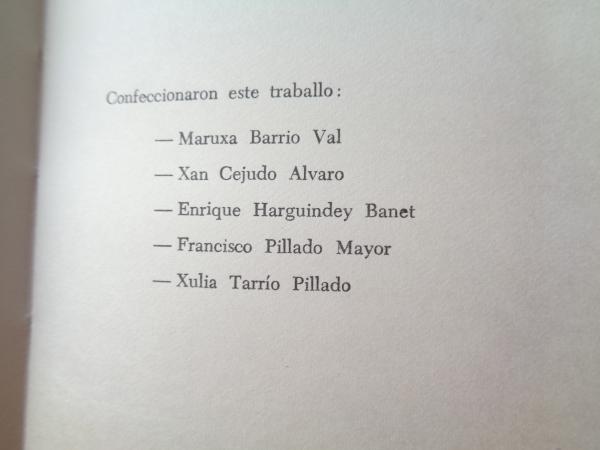 Confeccionaron este traballo:
— Maruxa Barrio Val
— Xan Cejudo Alvaro
— Enrique Harguindey Banet
— Francisco Pillado Mayor
— Xulia Tarrío Pillado